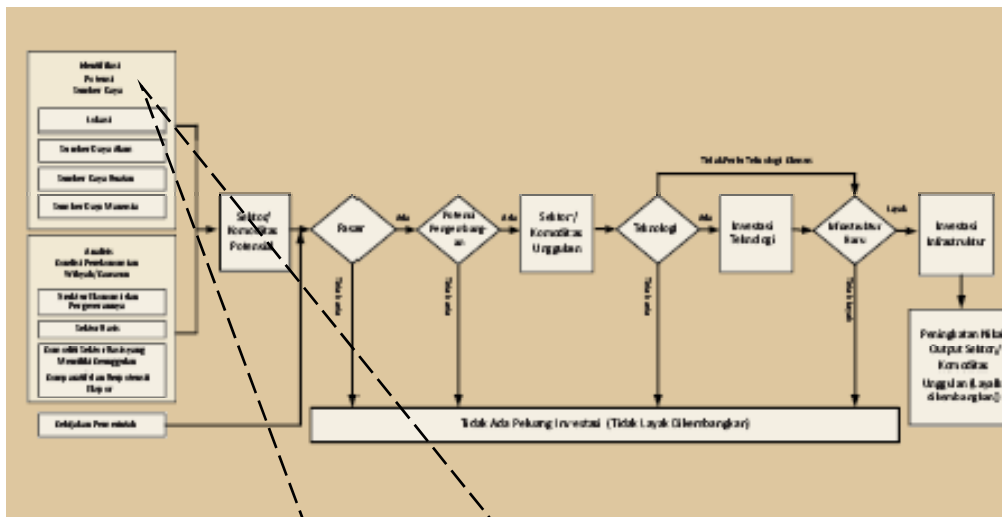 Identifikasi
Potensi
Sumber Daya
Lokasi
Sumber Daya Alam
Sumber Daya Buatan
Sumber Daya Manusia
Analisis
Kondisi Perekonomian
Wilayah/Kawasan
Struktur Ekonomi dan
Pergeserannya
Sektor Basis
Komoditi Sektor Basis yang
Memiliki Keunggulan
Komparatif dan Berpotensi
Ekspor
Kebijakan Pemerintah
Sektor/
Komoditas
Potensial
Pasar
Ada
Potensi
Pengembang-
an
Ada
Sektor/
Komoditas
Unggulan
Teknologi
Ada
Investasi
Teknologi
Tidak Perlu Teknologi Khusus
Infrastruktur
Baru
Layak
Investasi
Infrastruktur
Tidak ada
Tidak ada
Tidak ada
Tidak Layak
Peningkatan Nilai
Output Sektor/
Komoditas
Unggulan (Layak
dikembangkan)
Tidak Ada Peluang Investasi (Tidak Layak Dikembangkan)